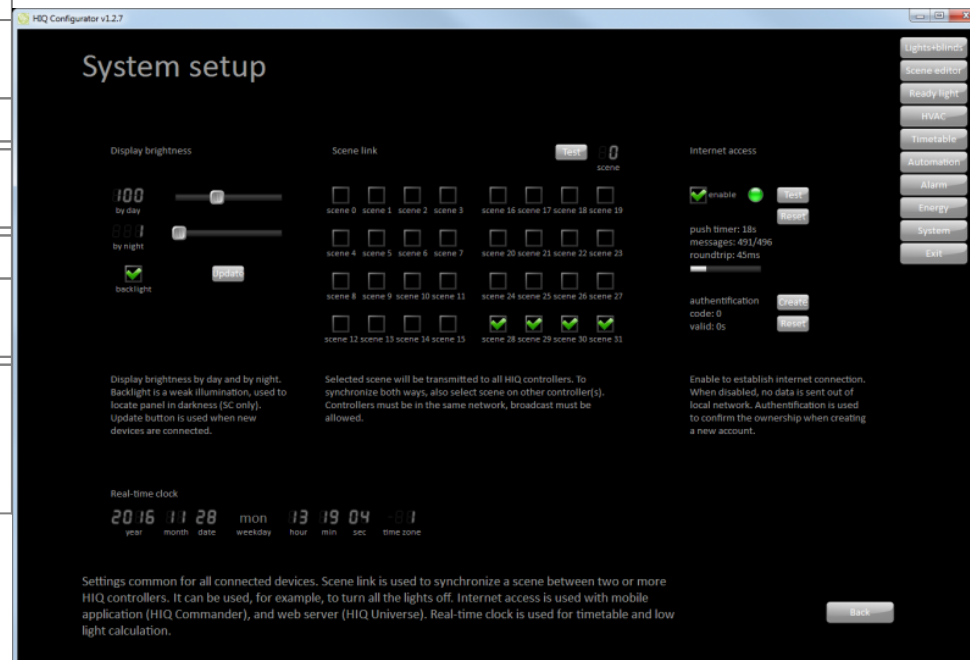 HIQ Configurator v1.2.7
System setup
Lights+blinds
Scene editor
Ready light
HVAC
Timetable
Automation
Alarm
Energy
System
Exit
Display brightness
100
by day
1
by night
backlight
Update
Display brightness by day and by night.
Backlight is a weak illumination, used to
locate panel in darkness (SC only).
Update button is used when new
devices are connected.
Scene link
Test
0
scene
scene 0 scene 1 scene 2 scene 3 scene 16 scene 17 scene 18 scene 19
scene 4 scene 5 scene 6 scene 7 scene 20 scene 21 scene 22 scene 23
scene 8 scene 9 scene 10 scene 11 scene 24 scene 25 scene 26 scene 27
scene 12 scene 13 scene 14 scene 15 scene 28 scene 29 scene 30 scene 31
Selected scene will be transmitted to all HIQ controllers. To
synchronize both ways, also select scene on other controller(s).
Controllers must be in the same network, broadcast must be
allowed.
Internet access
enable
Test
Reset
push timer: 18s
messages: 491/496
roundtrip: 45ms
authentification
Create
code: 0
valid: 0s
Reset
Enable to establish internet connection.
When disabled, no data is sent out of
local network. Authentification is used
to confirm the ownership when creating
a new account.
Real-time clock
2016 11 28 mon 13 19 04 -1
year month date weekday hour min sec time zone
Settings common for all connected devices. Scene link is used to synchronize a scene between two or more
HIQ controllers. It can be used, for example, to turn all the lights off. Internet access is used with mobile
application (HIQ Commander), and web server (HIQ Universe). Real-time clock is used for timetable and low
light calculation.
Back